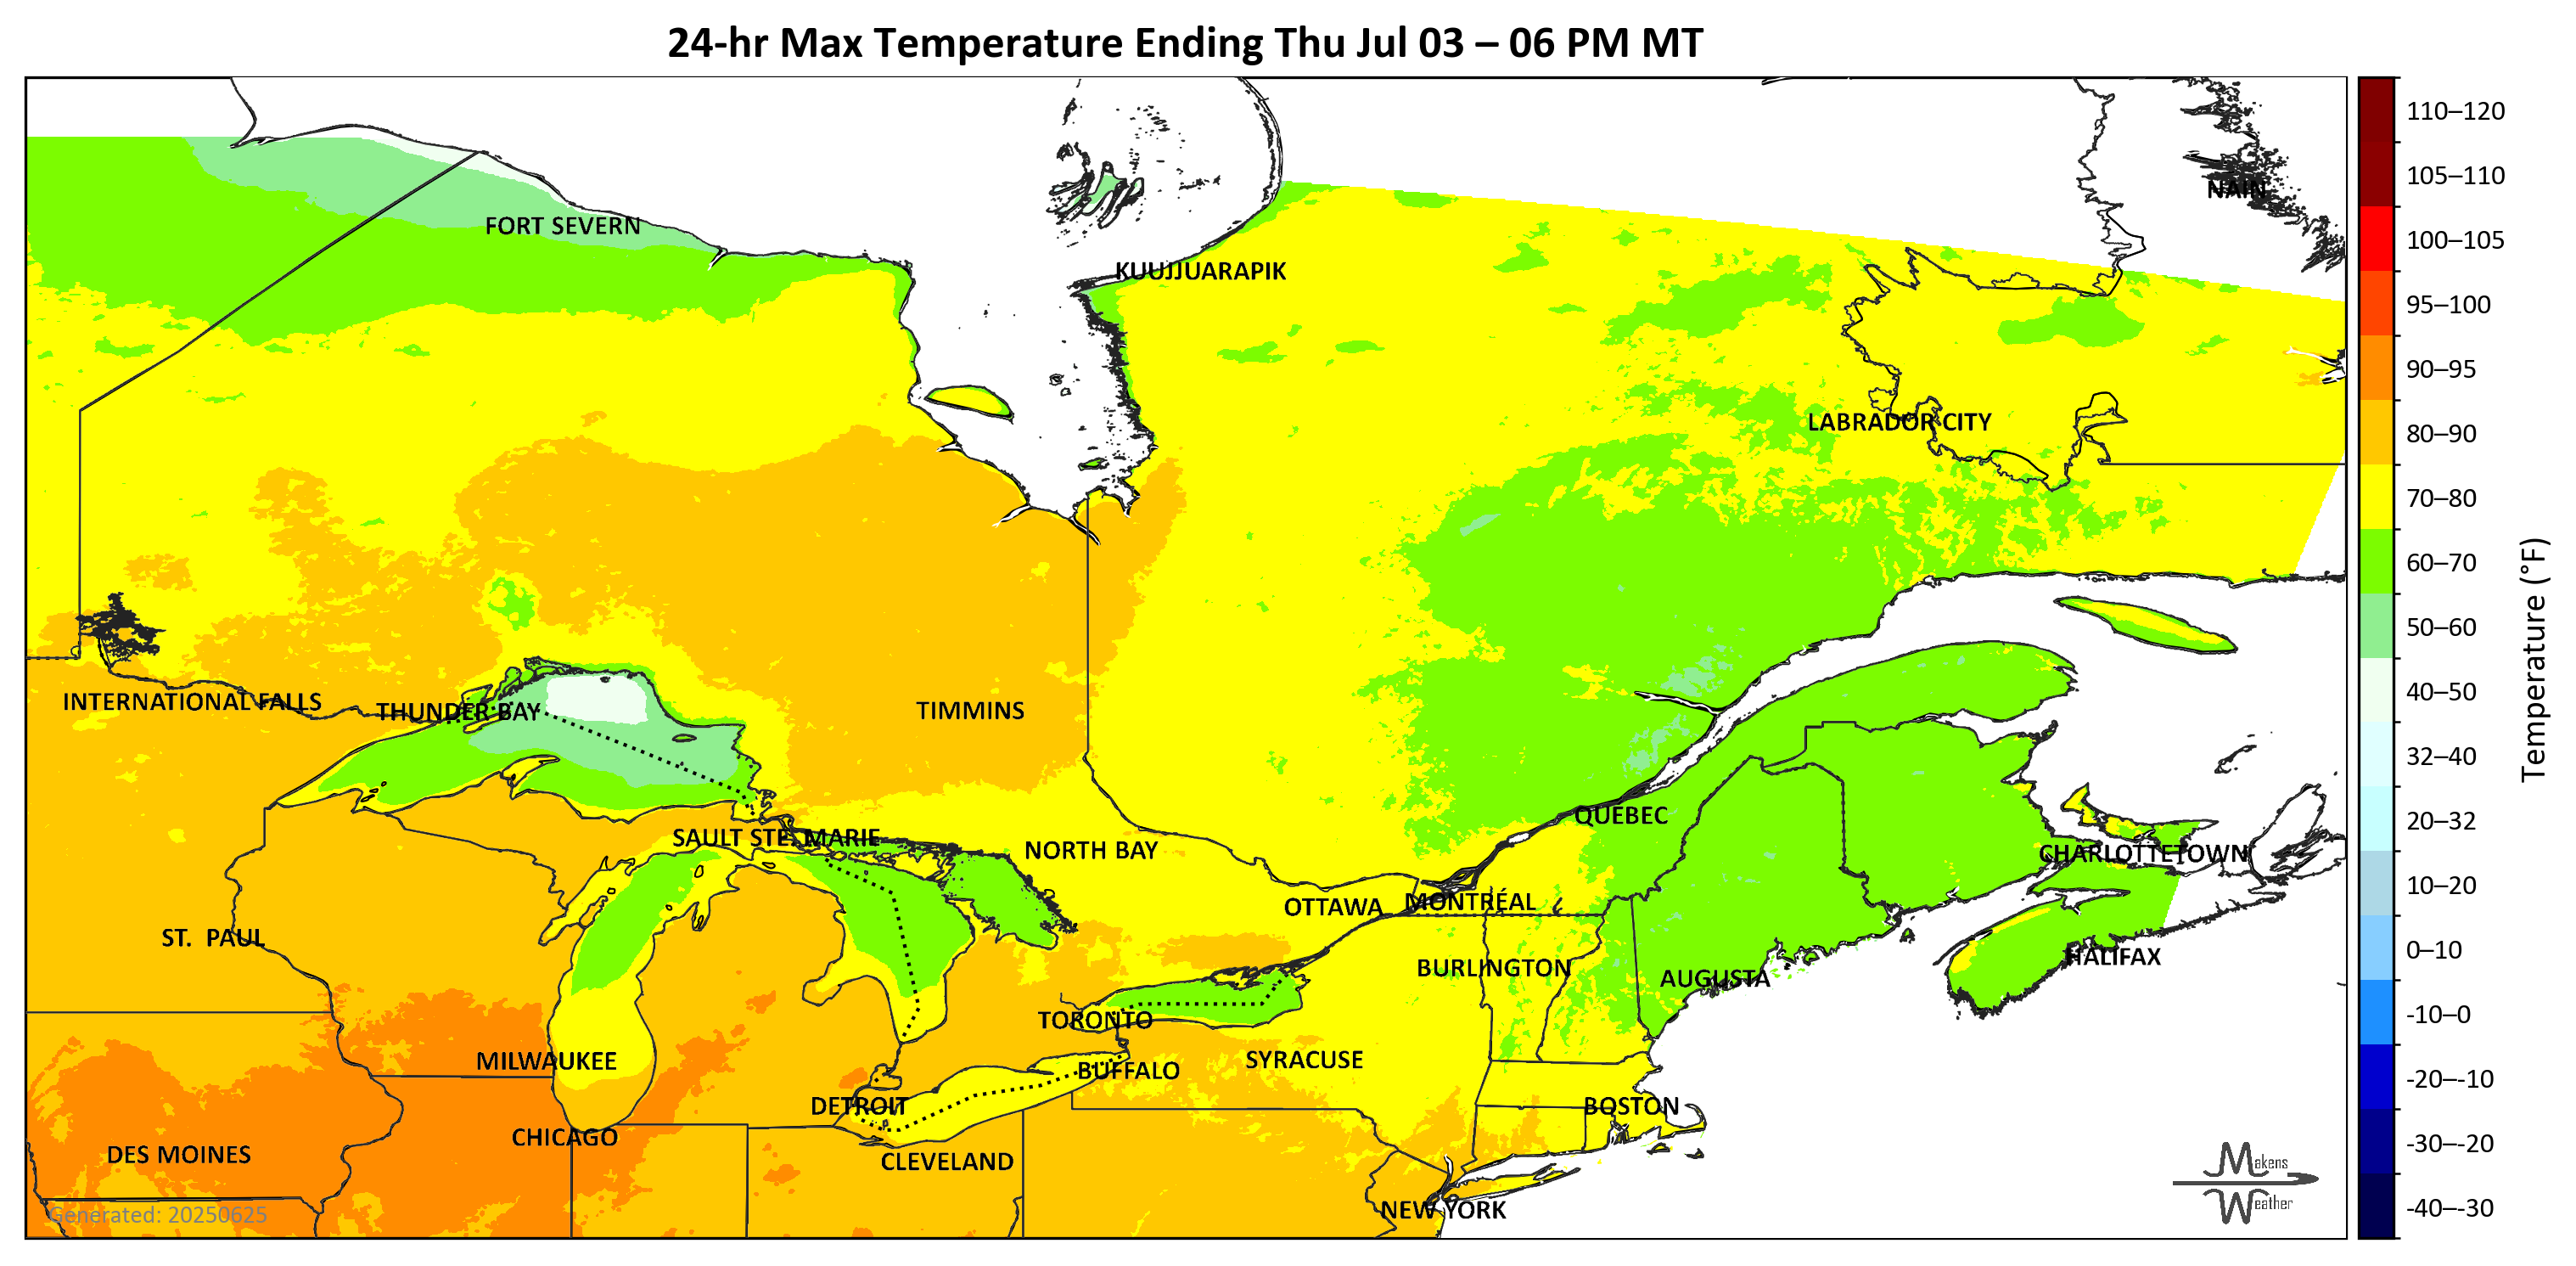 24-hr Max Temperature Ending Thu Jul 03 – 06 PM MT
110–120
105–110
100–105
95–100
90–95
80–90
70–80
60–70
50–60
40–50
32–40
20–32
10–20
0–10
-10–0
-20–-10
-30–-20
-40–-30
Temperature (°F)
NAIN
FORT SEVERN
KUUJJUARAPIK
LABRADOR CITY
INTERNATIONAL FALLS
THUNDER BAY
TIMMINS
QUÉBEC
SAULT STE. MARIE
NORTH BAY
CHARLOTTETOWN
OTTAWA
MONTRÉAL
ST. PAUL
HALIFAX
BURLINGTON
AUGUSTA
TORONTO
MILWAUKEE
SYRACUSE
BUFFALO
DETROIT
BOSTON
CHICAGO
DES MOINES
CLEVELAND
NEW YORK
Generated: 20250625
Makens
Weather